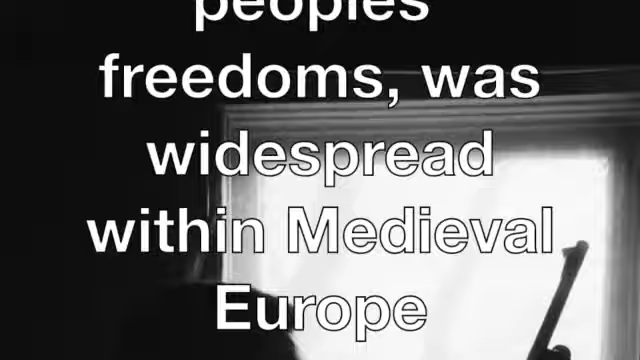 peoples
freedoms, was
widespread
within Medieval
Europe